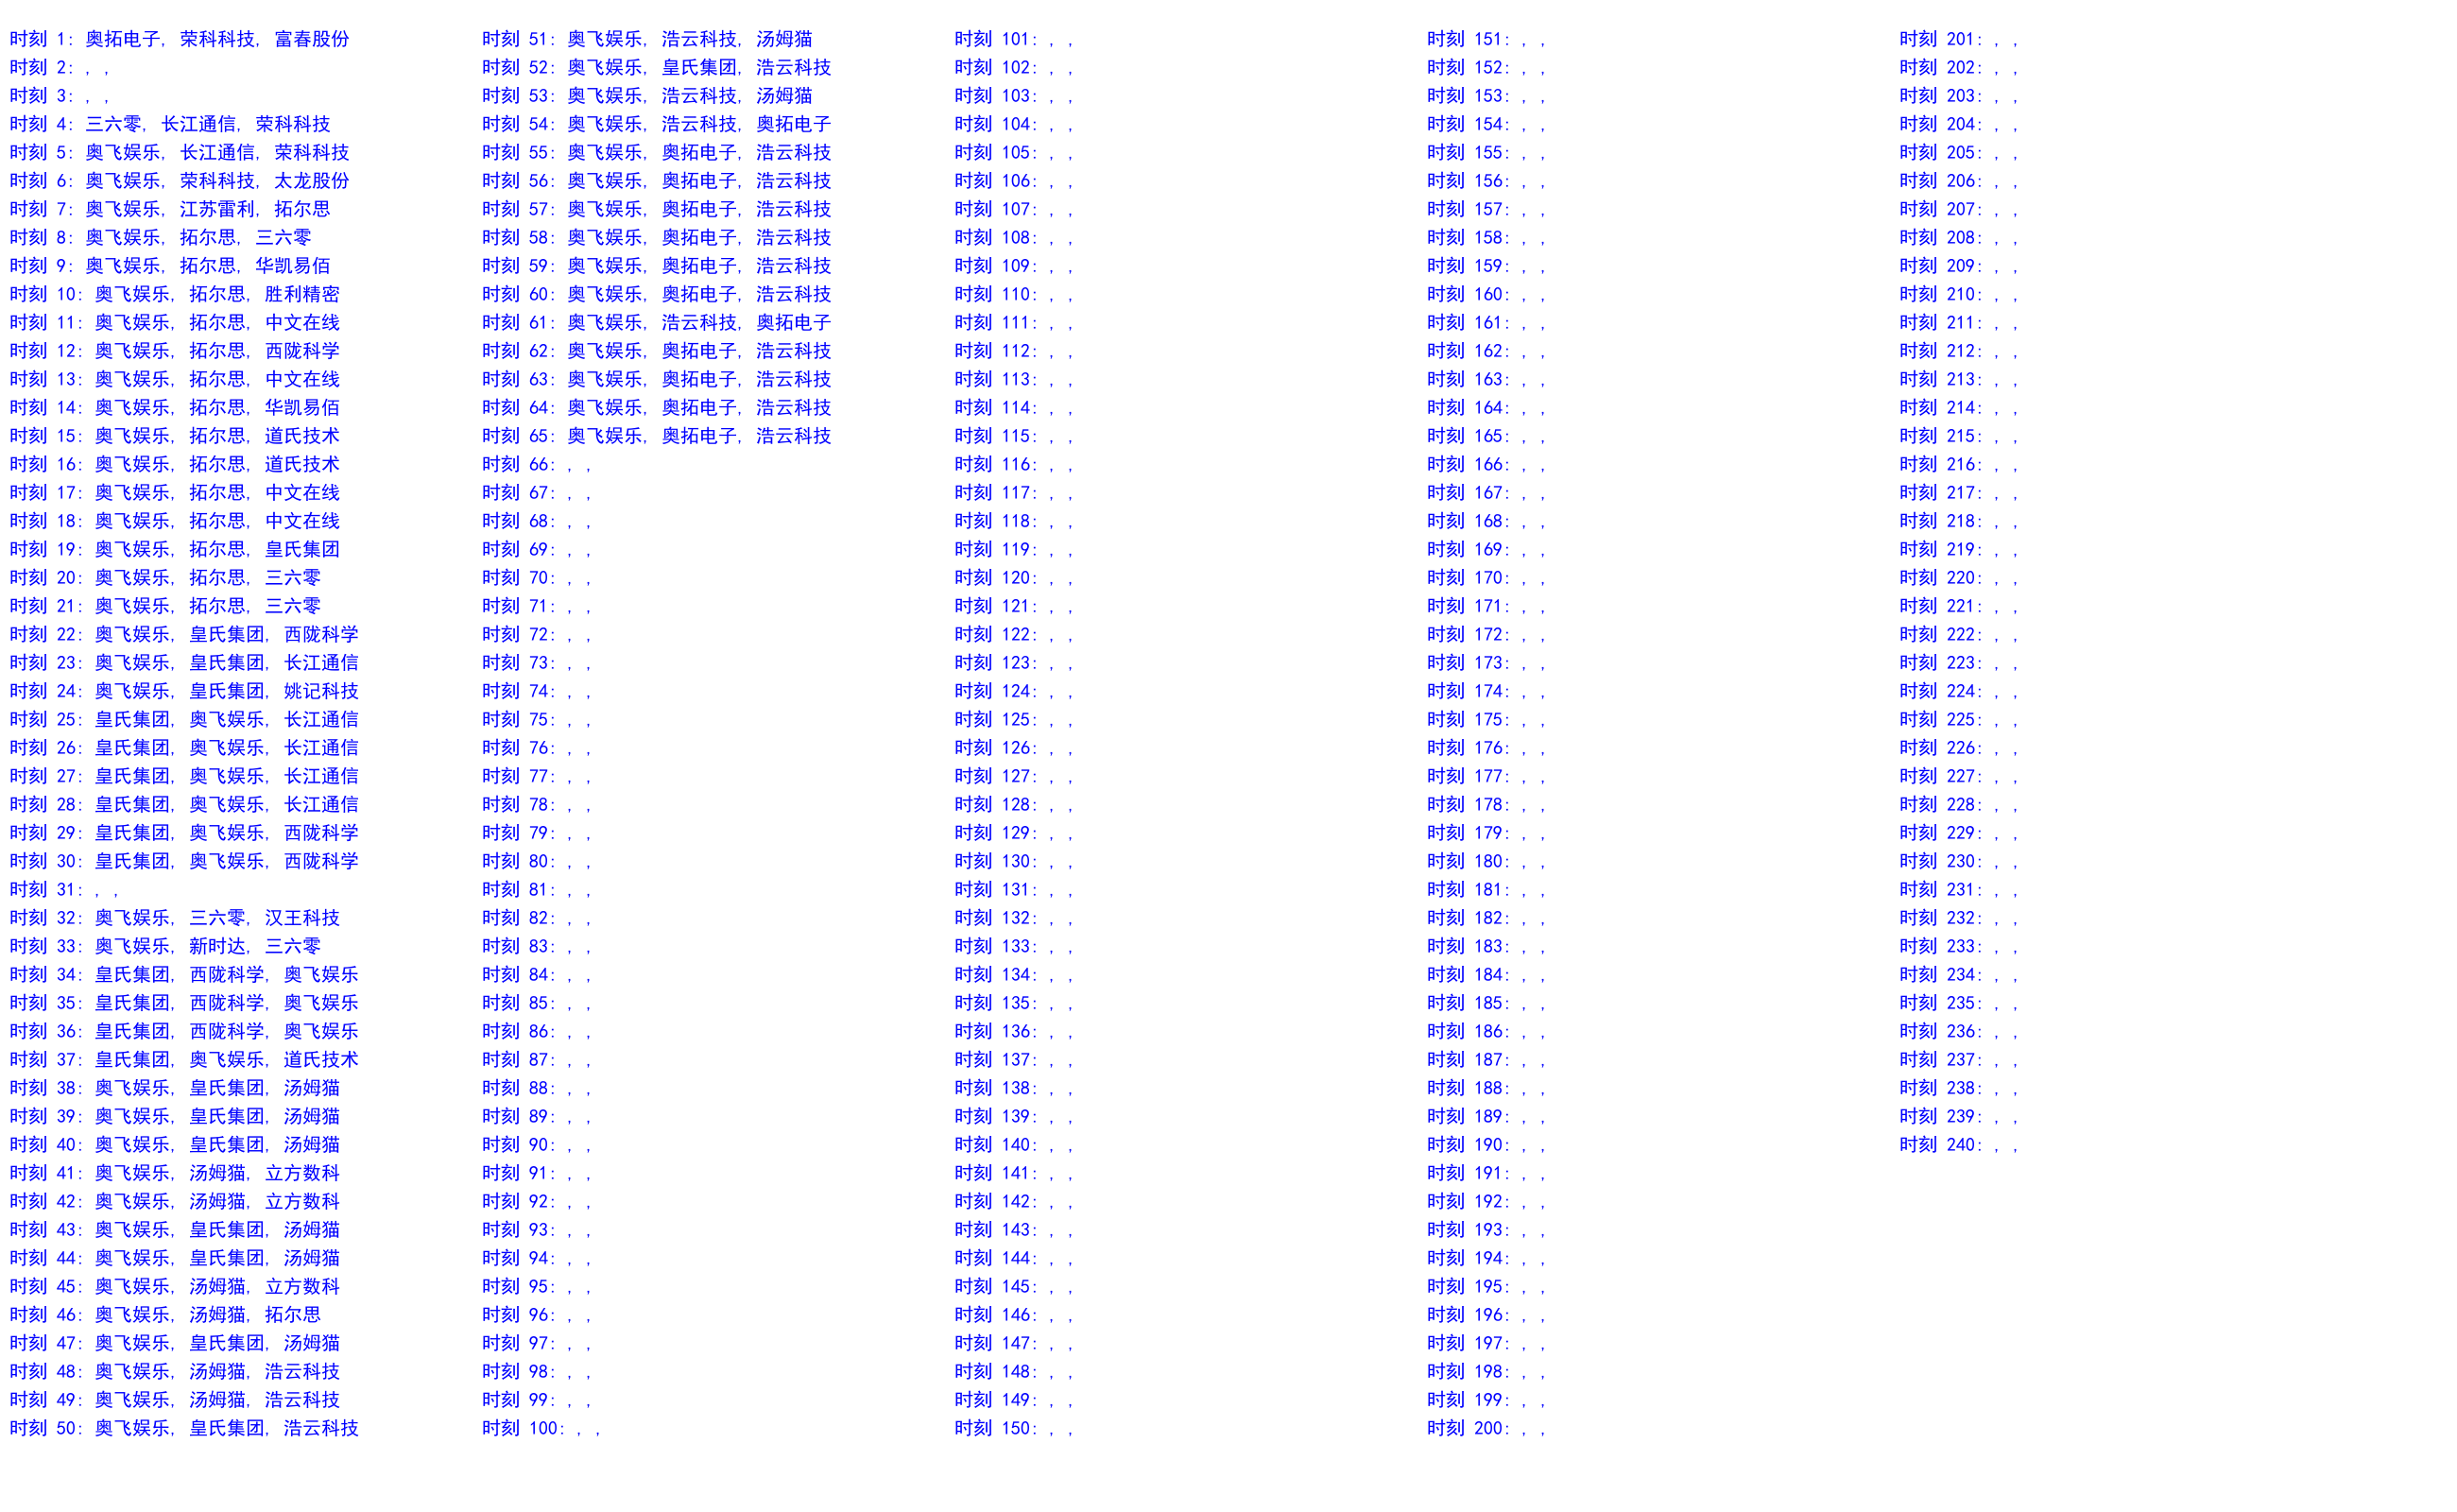 时刻 1: 奥拓电子, 荣科科技, 富春股份
时刻 2: , ,
时刻 3: , ,
时刻 4: 三六零, 长江通信, 荣科科技
时刻 5: 奥飞娱乐, 长江通信, 荣科科技
时刻 6: 奥飞娱乐, 荣科科技, 太龙股份
时刻 7: 奥飞娱乐, 江苏雷利, 拓尔思
时刻 8: 奥飞娱乐, 拓尔思, 三六零
时刻 9: 奥飞娱乐, 拓尔思, 华凯易佰
时刻 10: 奥飞娱乐, 拓尔思, 胜利精密
时刻 11: 奥飞娱乐, 拓尔思, 中文在线
时刻 12: 奥飞娱乐, 拓尔思, 西陇科学
时刻 13: 奥飞娱乐, 拓尔思, 中文在线
时刻 14: 奥飞娱乐, 拓尔思, 华凯易佰
时刻 15: 奥飞娱乐, 拓尔思, 道氏技术
时刻 16: 奥飞娱乐, 拓尔思, 道氏技术
时刻 17: 奥飞娱乐, 拓尔思, 中文在线
时刻 18: 奥飞娱乐, 拓尔思, 中文在线
时刻 19: 奥飞娱乐, 拓尔思, 皇氏集团
时刻 20: 奥飞娱乐, 拓尔思, 三六零
时刻 21: 奥飞娱乐, 拓尔思, 三六零
时刻 22: 奥飞娱乐, 皇氏集团, 西陇科学
时刻 23: 奥飞娱乐, 皇氏集团, 长江通信
时刻 24: 奥飞娱乐, 皇氏集团, 姚记科技
时刻 25: 皇氏集团, 奥飞娱乐, 长江通信
时刻 26: 皇氏集团, 奥飞娱乐, 长江通信
时刻 27: 皇氏集团, 奥飞娱乐, 长江通信
时刻 28: 皇氏集团, 奥飞娱乐, 长江通信
时刻 29: 皇氏集团, 奥飞娱乐, 西陇科学
时刻 30: 皇氏集团, 奥飞娱乐, 西陇科学
时刻 31: , ,
时刻 32: 奥飞娱乐, 三六零, 汉王科技
时刻 33: 奥飞娱乐, 新时达, 三六零
时刻 34: 皇氏集团, 西陇科学, 奥飞娱乐
时刻 35: 皇氏集团, 西陇科学, 奥飞娱乐
时刻 36: 皇氏集团, 西陇科学, 奥飞娱乐
时刻 37: 皇氏集团, 奥飞娱乐, 道氏技术
时刻 38: 奥飞娱乐, 皇氏集团, 汤姆猫
时刻 39: 奥飞娱乐, 皇氏集团, 汤姆猫
时刻 40: 奥飞娱乐, 皇氏集团, 汤姆猫
时刻 41: 奥飞娱乐, 汤姆猫, 立方数科
时刻 42: 奥飞娱乐, 汤姆猫, 立方数科
时刻 43: 奥飞娱乐, 皇氏集团, 汤姆猫
时刻 44: 奥飞娱乐, 皇氏集团, 汤姆猫
时刻 45: 奥飞娱乐, 汤姆猫, 立方数科
时刻 46: 奥飞娱乐, 汤姆猫, 拓尔思
时刻 47: 奥飞娱乐, 皇氏集团, 汤姆猫
时刻 48: 奥飞娱乐, 汤姆猫, 浩云科技
时刻 49: 奥飞娱乐, 汤姆猫, 浩云科技
时刻 50: 奥飞娱乐, 皇氏集团, 浩云科技
时刻 51: 奥飞娱乐, 浩云科技, 汤姆猫
时刻 52: 奥飞娱乐, 皇氏集团, 浩云科技
时刻 53: 奥飞娱乐, 浩云科技, 汤姆猫
时刻 54: 奥飞娱乐, 浩云科技, 奥拓电子
时刻 55: 奥飞娱乐, 奥拓电子, 浩云科技
时刻 56: 奥飞娱乐, 奥拓电子, 浩云科技
时刻 57: 奥飞娱乐, 奥拓电子, 浩云科技
时刻 58: 奥飞娱乐, 奥拓电子, 浩云科技
时刻 59: 奥飞娱乐, 奥拓电子, 浩云科技
时刻 60: 奥飞娱乐, 奥拓电子, 浩云科技
时刻 61: 奥飞娱乐, 浩云科技, 奥拓电子
时刻 62: 奥飞娱乐, 奥拓电子, 浩云科技
时刻 63: 奥飞娱乐, 奥拓电子, 浩云科技
时刻 64: 奥飞娱乐, 奥拓电子, 浩云科技
时刻 65: 奥飞娱乐, 奥拓电子, 浩云科技
时刻 66: , ,
时刻 67: , ,
时刻 68: , ,
时刻 69: , ,
时刻 70: , ,
时刻 71: , ,
时刻 72: , ,
时刻 73: , ,
时刻 74: , ,
时刻 75: , ,
时刻 76: , ,
时刻 77: , ,
时刻 78: , ,
时刻 79: , ,
时刻 80: , ,
时刻 81: , ,
时刻 82: , ,
时刻 83: , ,
时刻 84: , ,
时刻 85: , ,
时刻 86: , ,
时刻 87: , ,
时刻 88: , ,
时刻 89: , ,
时刻 90: , ,
时刻 91: , ,
时刻 92: , ,
时刻 93: , ,
时刻 94: , ,
时刻 95: , ,
时刻 96: , ,
时刻 97: , ,
时刻 98: , ,
时刻 99: , ,
时刻 100: , ,
时刻 101: , ,
时刻 102: , ,
时刻 103: , ,
时刻 104: , ,
时刻 105: , ,
时刻 106: , ,
时刻 107: , ,
时刻 108: , ,
时刻 109: , ,
时刻 110: , ,
时刻 111: , ,
时刻 112: , ,
时刻 113: , ,
时刻 114: , ,
时刻 115: , ,
时刻 116: , ,
时刻 117: , ,
时刻 118: , ,
时刻 119: , ,
时刻 120: , ,
时刻 121: , ,
时刻 122: , ,
时刻 123: , ,
时刻 124: , ,
时刻 125: , ,
时刻 126: , ,
时刻 127: , ,
时刻 128: , ,
时刻 129: , ,
时刻 130: , ,
时刻 131: , ,
时刻 132: , ,
时刻 133: , ,
时刻 134: , ,
时刻 135: , ,
时刻 136: , ,
时刻 137: , ,
时刻 138: , ,
时刻 139: , ,
时刻 140: , ,
时刻 141: , ,
时刻 142: , ,
时刻 143: , ,
时刻 144: , ,
时刻 145: , ,
时刻 146: , ,
时刻 147: , ,
时刻 148: , ,
时刻 149: , ,
时刻 150: , ,
时刻 151: , ,
时刻 152: , ,
时刻 153: , ,
时刻 154: , ,
时刻 155: , ,
时刻 156: , ,
时刻 157: , ,
时刻 158: , ,
时刻 159: , ,
时刻 160: , ,
时刻 161: , ,
时刻 162: , ,
时刻 163: , ,
时刻 164: , ,
时刻 165: , ,
时刻 166: , ,
时刻 167: , ,
时刻 168: , ,
时刻 169: , ,
时刻 170: , ,
时刻 171: , ,
时刻 172: , ,
时刻 173: , ,
时刻 174: , ,
时刻 175: , ,
时刻 176: , ,
时刻 177: , ,
时刻 178: , ,
时刻 179: , ,
时刻 180: , ,
时刻 181: , ,
时刻 182: , ,
时刻 183: , ,
时刻 184: , ,
时刻 185: , ,
时刻 186: , ,
时刻 187: , ,
时刻 188: , ,
时刻 189: , ,
时刻 190: , ,
时刻 191: , ,
时刻 192: , ,
时刻 193: , ,
时刻 194: , ,
时刻 195: , ,
时刻 196: , ,
时刻 197: , ,
时刻 198: , ,
时刻 199: , ,
时刻 200: , ,
时刻 201: , ,
时刻 202: , ,
时刻 203: , ,
时刻 204: , ,
时刻 205: , ,
时刻 206: , ,
时刻 207: , ,
时刻 208: , ,
时刻 209: , ,
时刻 210: , ,
时刻 211: , ,
时刻 212: , ,
时刻 213: , ,
时刻 214: , ,
时刻 215: , ,
时刻 216: , ,
时刻 217: , ,
时刻 218: , ,
时刻 219: , ,
时刻 220: , ,
时刻 221: , ,
时刻 222: , ,
时刻 223: , ,
时刻 224: , ,
时刻 225: , ,
时刻 226: , ,
时刻 227: , ,
时刻 228: , ,
时刻 229: , ,
时刻 230: , ,
时刻 231: , ,
时刻 232: , ,
时刻 233: , ,
时刻 234: , ,
时刻 235: , ,
时刻 236: , ,
时刻 237: , ,
时刻 238: , ,
时刻 239: , ,
时刻 240: , ,